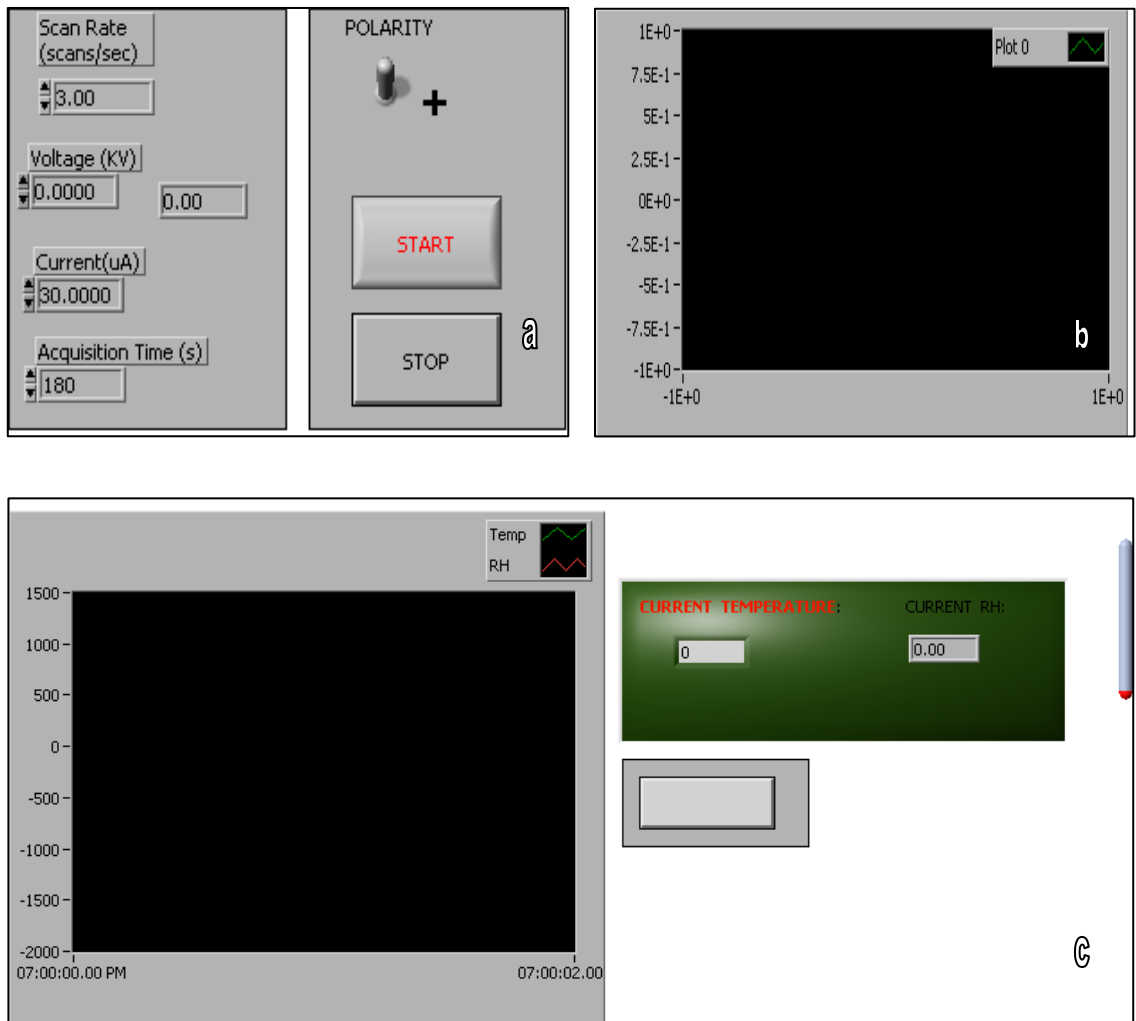 Scan Rate
(scans/sec)
3.00
Voltage (KV)
0.0000
0.00
Current(uA)
30.0000
Acquisition Time (s)
180
POLARITY
+
START
STOP
a
1E+0
7.5E-1
5E-1
2.5E-1
0E+0
-2.5E-1
-5E-1
-7.5E-1
-1E+0
-1E+0
1E+0
Plot 0
b
Temp
RH
1500
1000
500
0
-500
-1000
-1500
-2000
07:00:00.00 PM
07:00:02.00
CURRENT TEMPERATURE:
0
CURRENT RH:
0.00
c